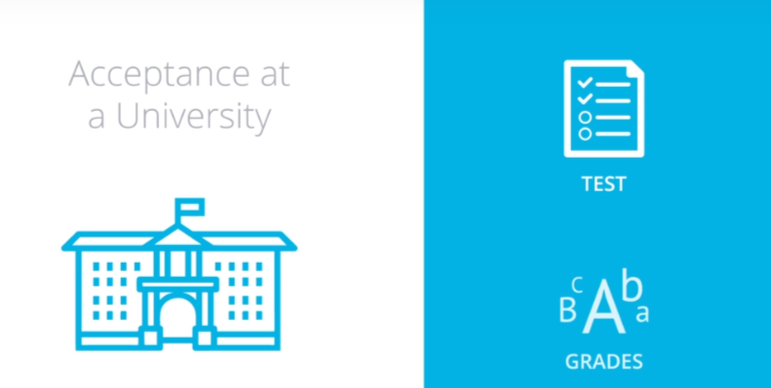 Acceptance at
a University
TEST
C
b
B
A
a
GRADES